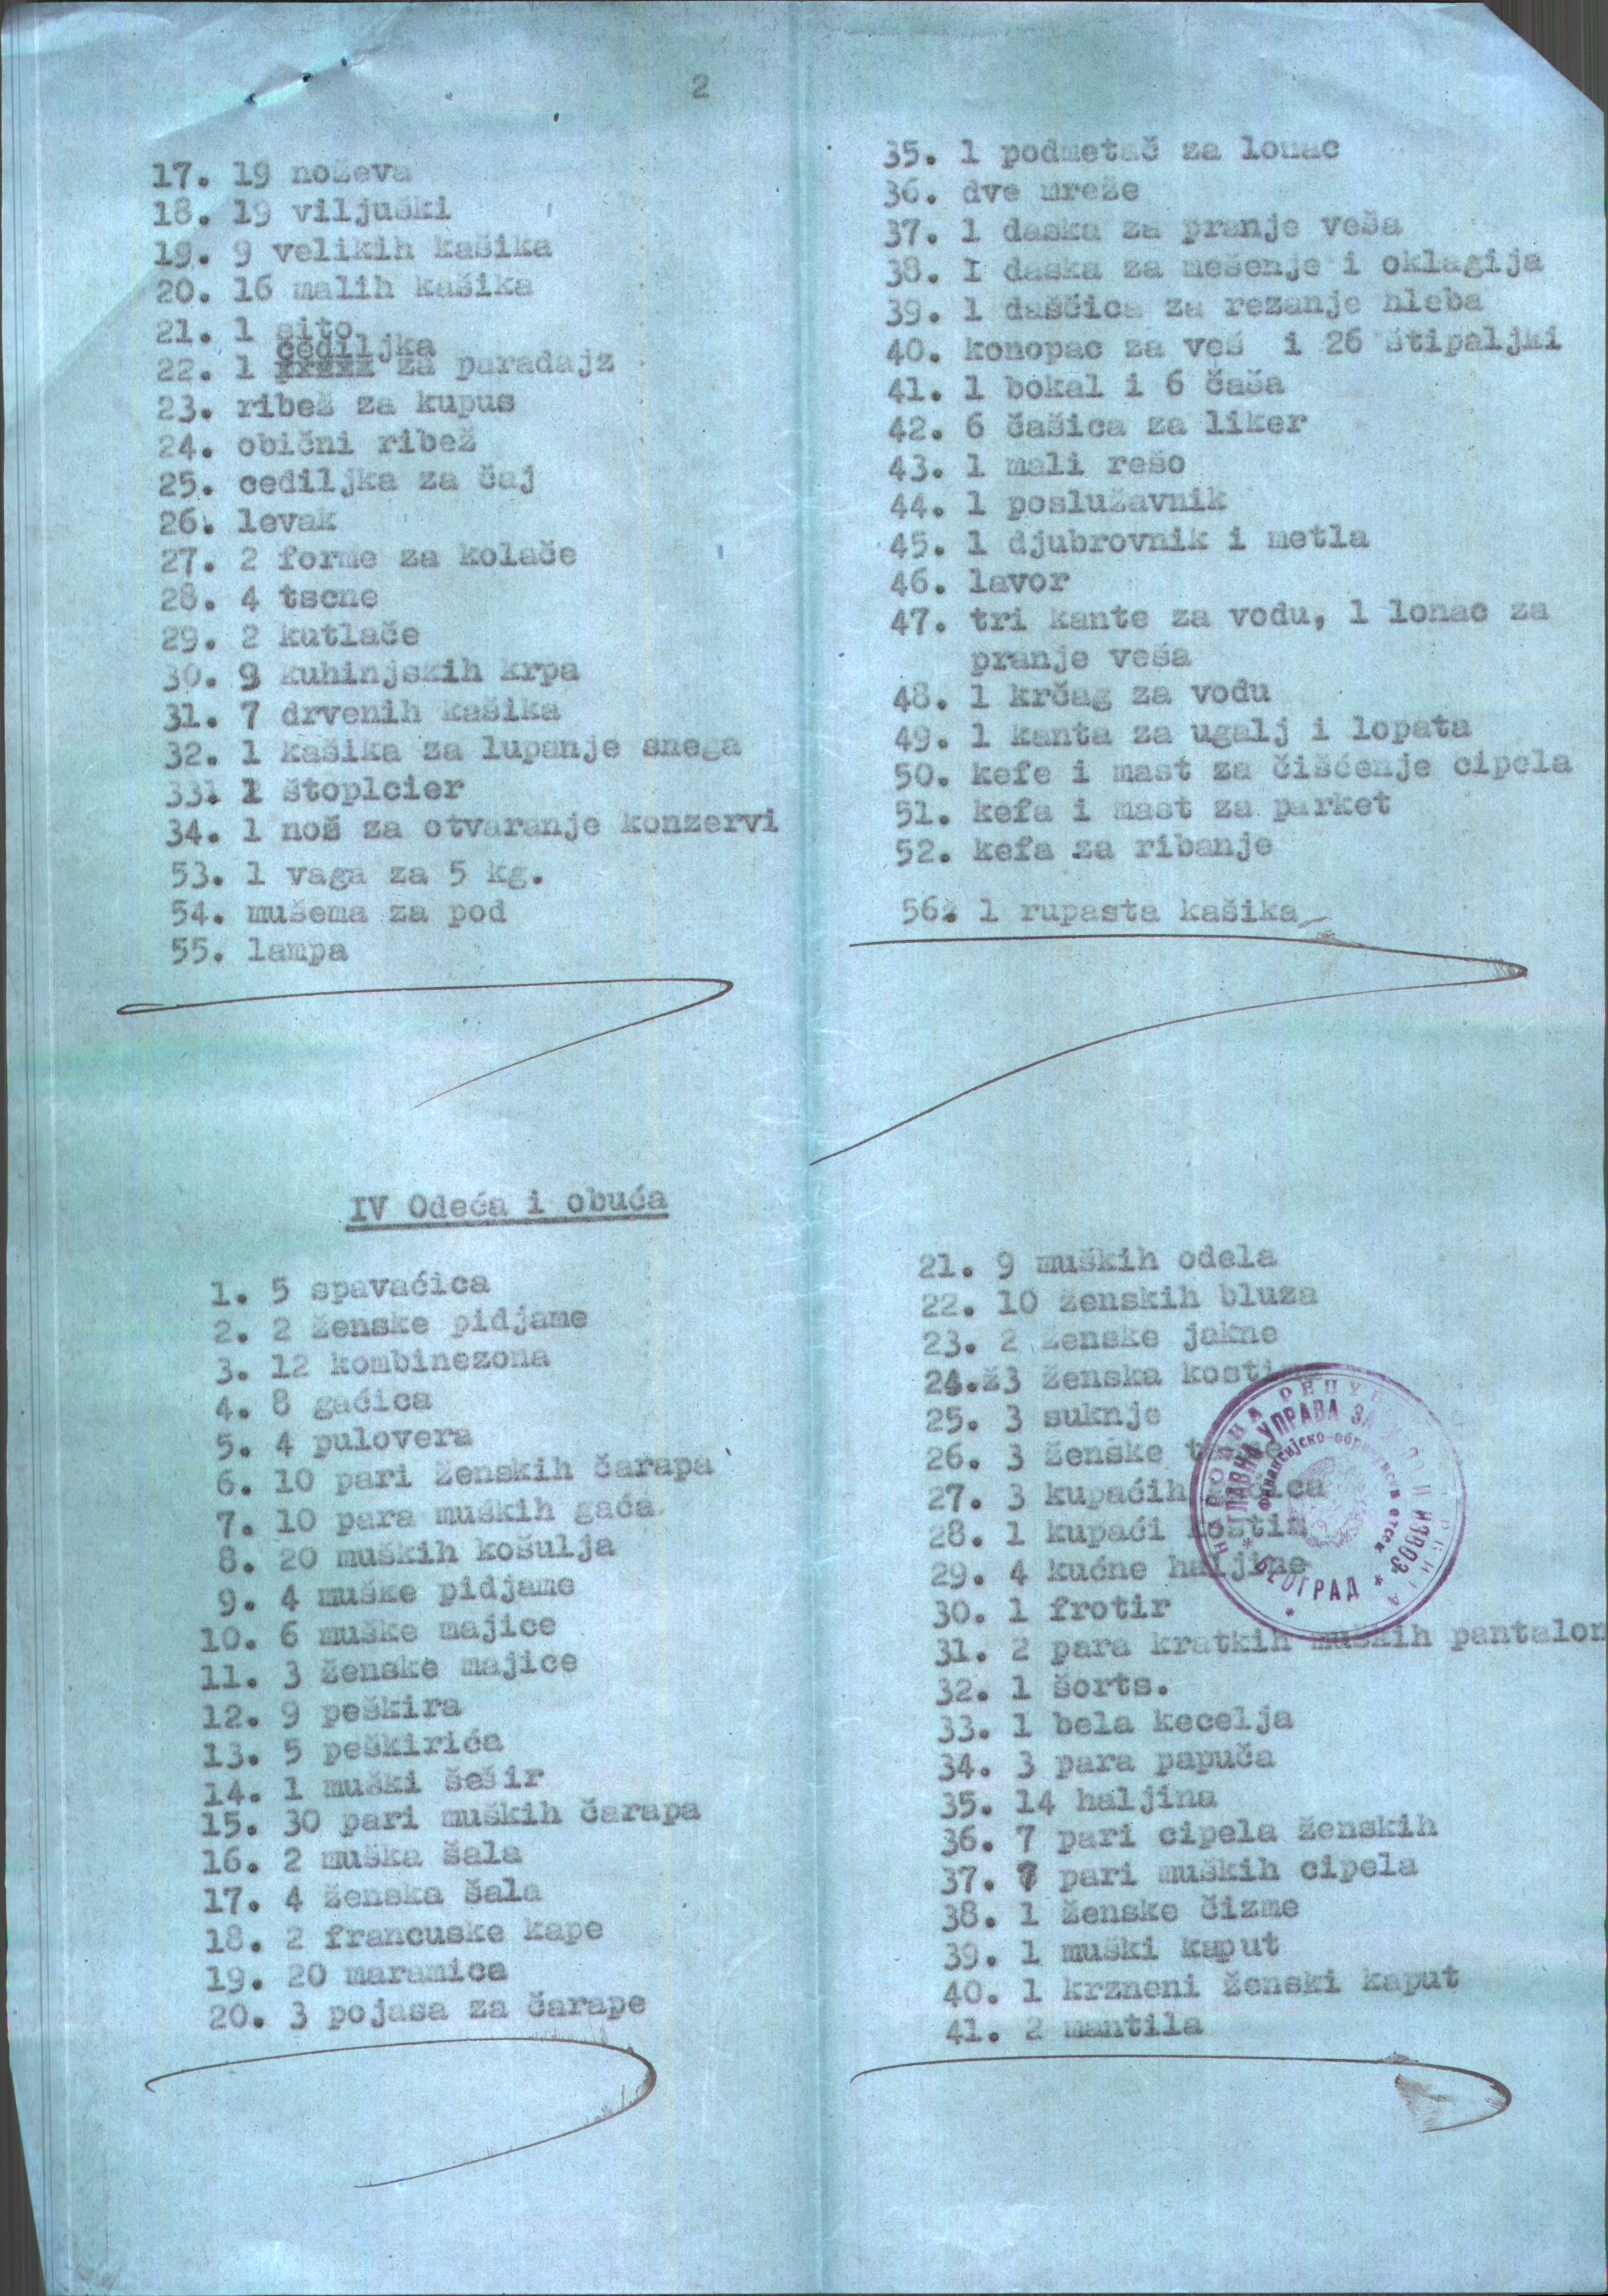 2
17. 19 noževa
18. 19 viljuški
19. 9 velikih kašika
20. 16 malih kašika
21. 1 sito
cediljka
22. 1 za paradajz
23. ribež za kupus
24. obični ribež
25. cediljka za čaj
26. levak
27. 2 forme za kolače
28. 4 tacne
29. 2 kutlače
30. 9 kuhinjskih krpa
31. 7 drvenih kašika
32. 1 kašika za lupanje snega
33. 1 štoplcier
34. 1 nož za otvaranje konzervi
53. 1 vaga za 5 kg.
54. mušema za pod
55. lampa
35. 1 podmetač za lonac
36. dve mreže
37. 1 daska za pranje veša
38. I daska za mešenje i oklagija
39. 1 daščica za rezanje hleba
40. konopac za veš i 26 štipaljki
41. 1 bokal i 6 čaša
42. 6 čašica za liker
43. 1 mali rešo
44. 1 poslužavnik
45. 1 djubrovnik i metla
46. lavor
47. tri kante za vodu, 1 lonac za
pranje veša
48. 1 krčag za vodu
49. 1 kanta za ugalj i lopata
50. kefe i mast za čišćenje cipela
51. kefa i mast za parket
52. kefa za ribanje
56. 1 rupasta kašika
IV Odeća i obuća
1. 5 spavaćica
2. 2 ženske pidjame
3. 12 kombinezona
4. 8 gaćica
5. 4 pulovera
6. 10 pari ženskih čarapa
7. 10 para muških gaća
8. 20 muških košulja
9. 4 muške pidjame
10. 6 muške majice
11. 3 ženske majice
12. 9 peškira
13. 5 peškirića
14. 1 muški šešir
15. 30 pari muških čarapa
16. 2 muška šala
17. 4 ženska šala
18. 2 francuske kape
19. 20 maramica
20. 3 pojasa za čarape
21. 9 muških odela
22. 10 ženskih bluza
23. 2 ženske jakne
24. 3 ženska kosti
25. 3 suknje
26. 3 ženske
27. 3 kupaćih
28. 1 kupaći kostim
29. 4 kućne haljine
30. 1 frotir
31. 2 para kratkih muških pantalon
32. 1 šorts.
33. 1 bela kecelja
34. 3 para papuča
35. 14 haljina
36. 7 pari cipela ženskih
37. 7 pari muških cipela
38. 1 ženske čizme
39. 1 muški kaput
40. 1 krzneni ženski kaput
41. 2 mantila
ГЛАВНА УПРАВА ЗА И ИЗВОЗ
БЕОГРАД